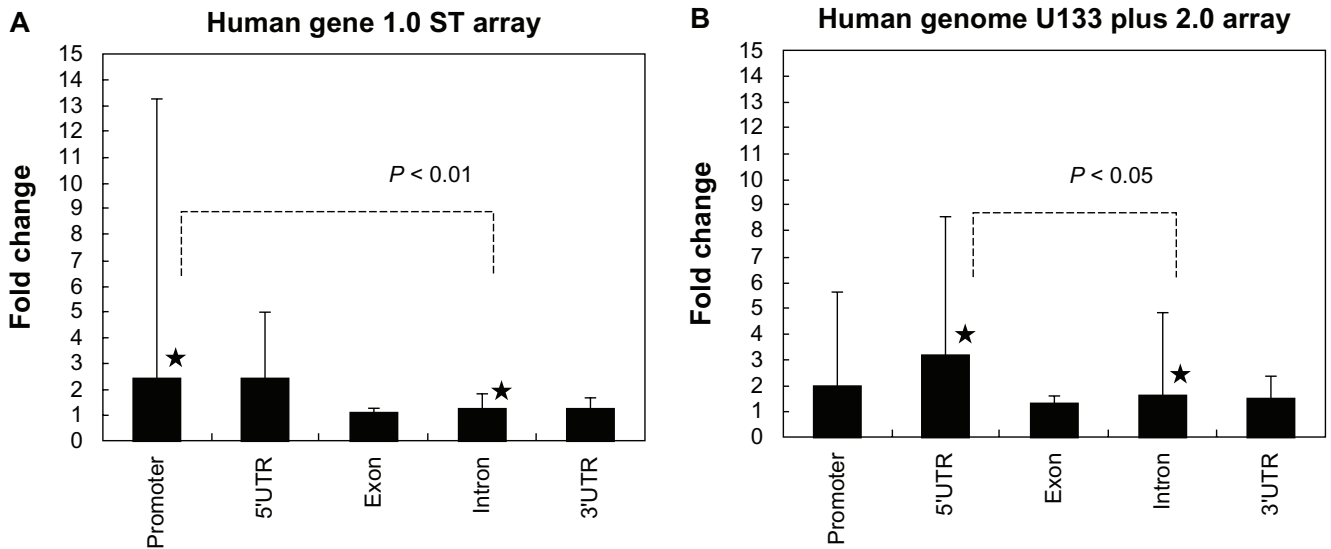 A
Human gene 1.0 ST array
Fold change
15
14
13
12
11
10
9
8
7
6
5
4
3
2
1
0
P < 0.01
Promoter
5'UTR
Exon
Intron
3'UTR
B
Human genome U133 plus 2.0 array
Fold change
15
14
13
12
11
10
9
8
7
6
5
4
3
2
1
0
P < 0.05
Promoter
5'UTR
Exon
Intron
3'UTR